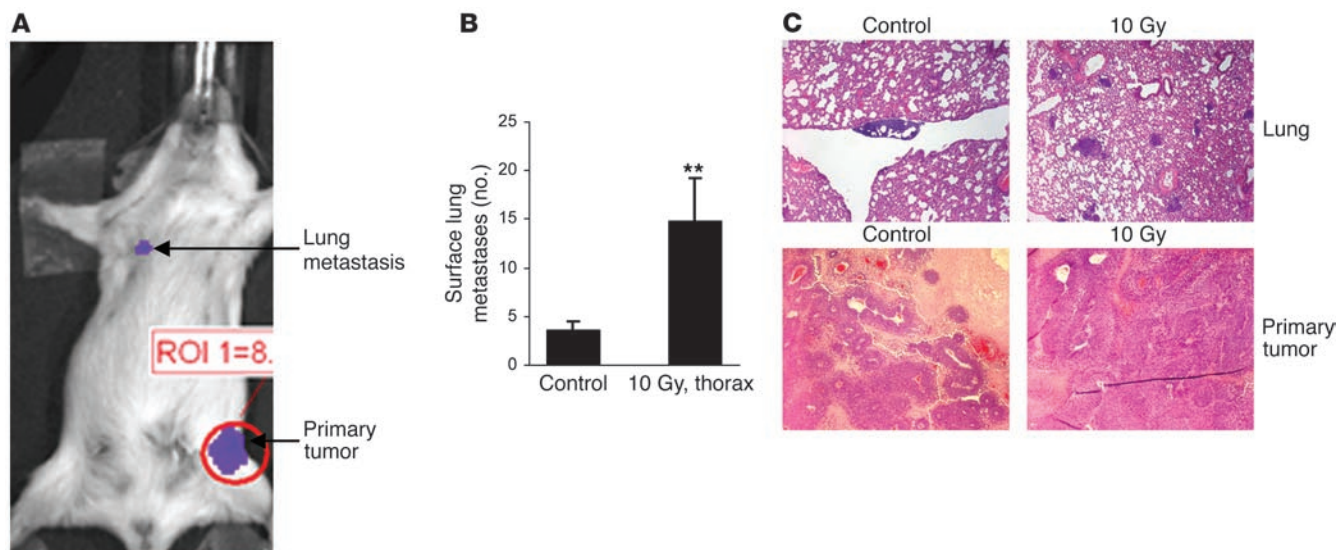 A
Lung
metastasis
ROI 1=8.
Primary
tumor
B
Surface lung
metastases (no.)
25
20
15
10
5
0
**
Control
10 Gy, thorax
C
Control
10 Gy
Lung
Control
10 Gy
Primary
tumor